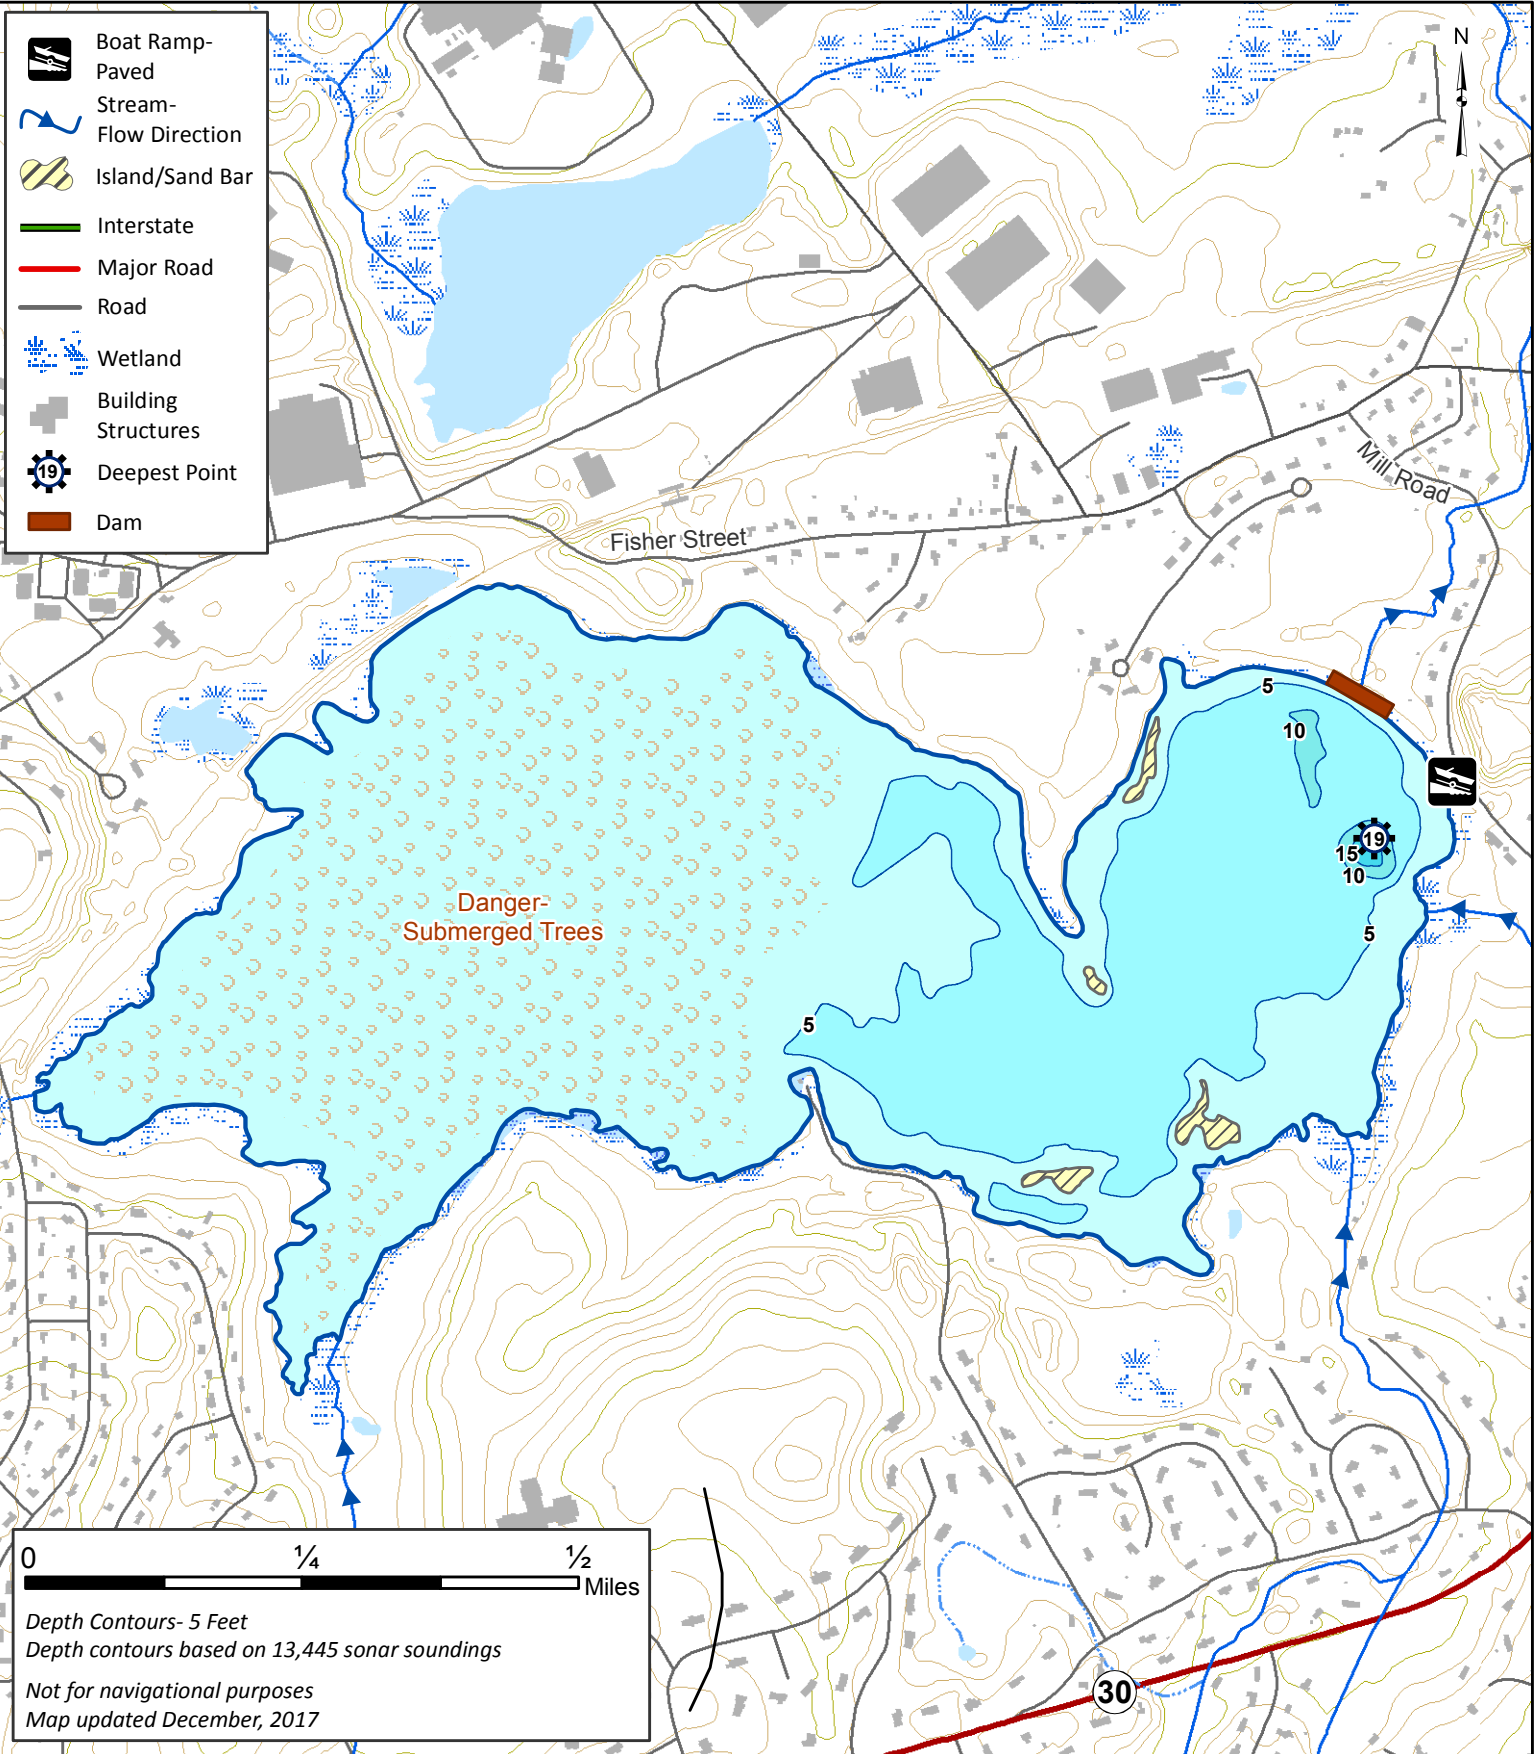 Boat Ramp-
Paved
Stream-
Flow Direction
Island/Sand Bar
Interstate
Major Road
Road
Wetland
Building
Structures
19
Deepest Point
Dam
N
Mill Road
Fisher Street
5
10
19
15
10
5
Danger-
Submerged Trees
5
0 ¼ ½
Miles
Depth Contours- 5 Feet
Depth contours based on 13,445 sonar soundings
Not for navigational purposes
Map updated December, 2017
30